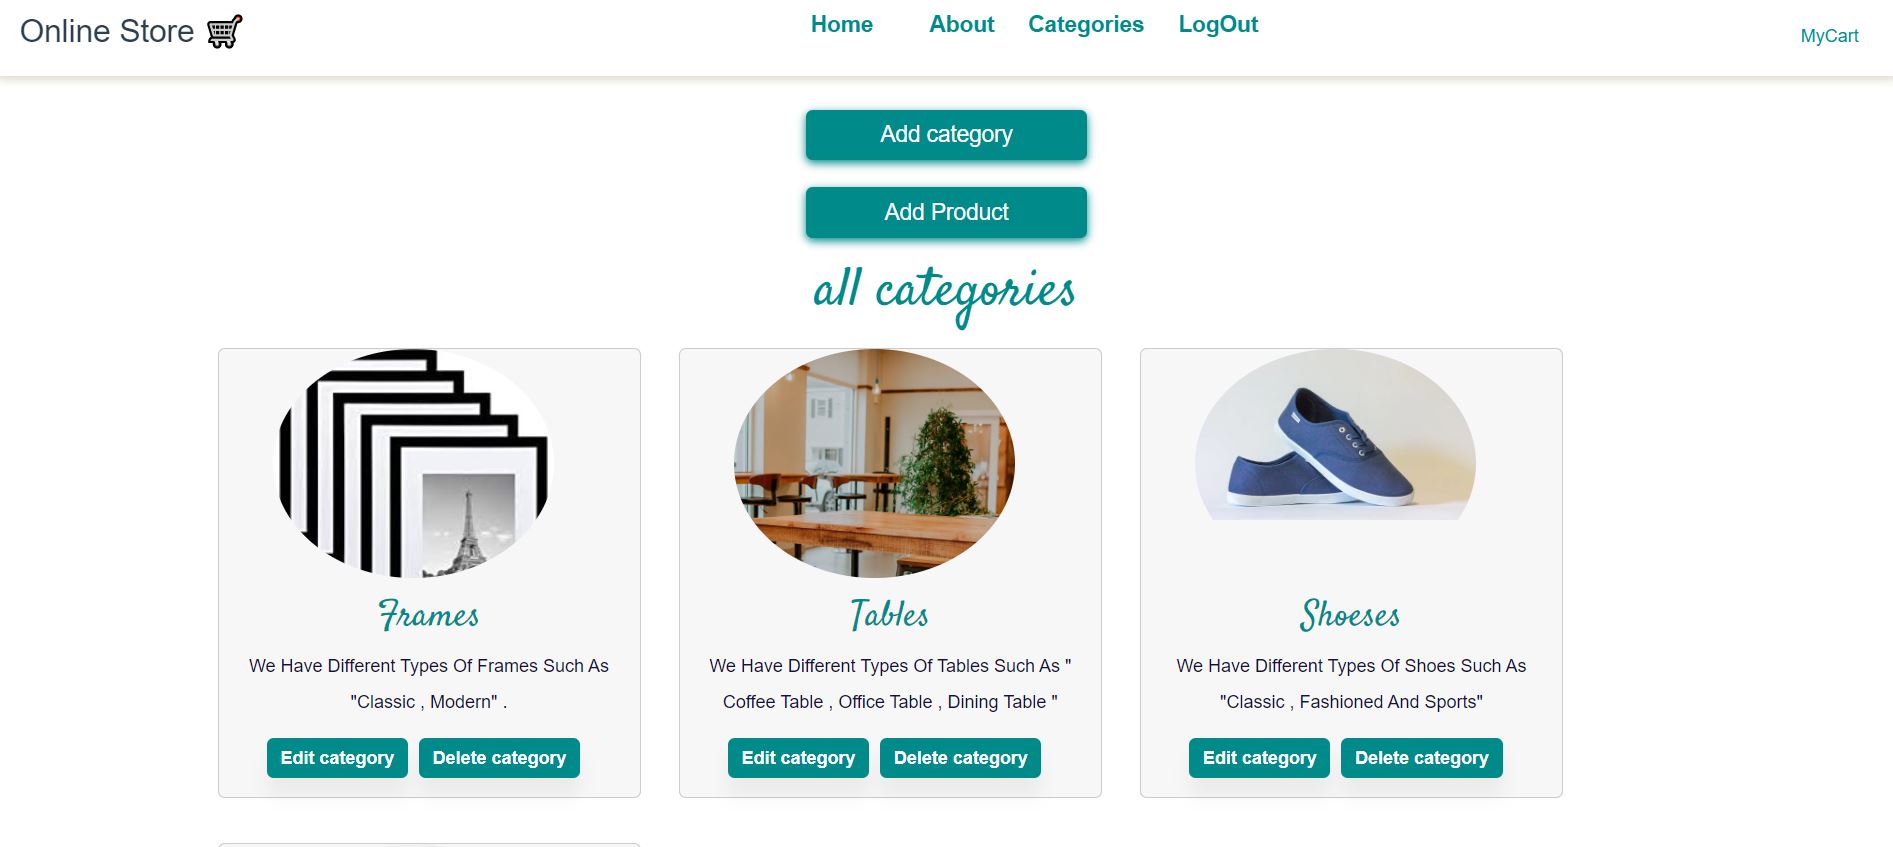 Online Store
Home About Categories LogOut
MyCart
Add category
Add Product
all categories
Frames
We Have Different Types Of Frames Such As
"Classic , Modern" .
Edit category Delete category
Tables
We Have Different Types Of Tables Such As "
Coffee Table , Office Table , Dining Table "
Edit category Delete category
Shoeses
We Have Different Types Of Shoes Such As
"Classic , Fashioned And Sports"
Edit category Delete category